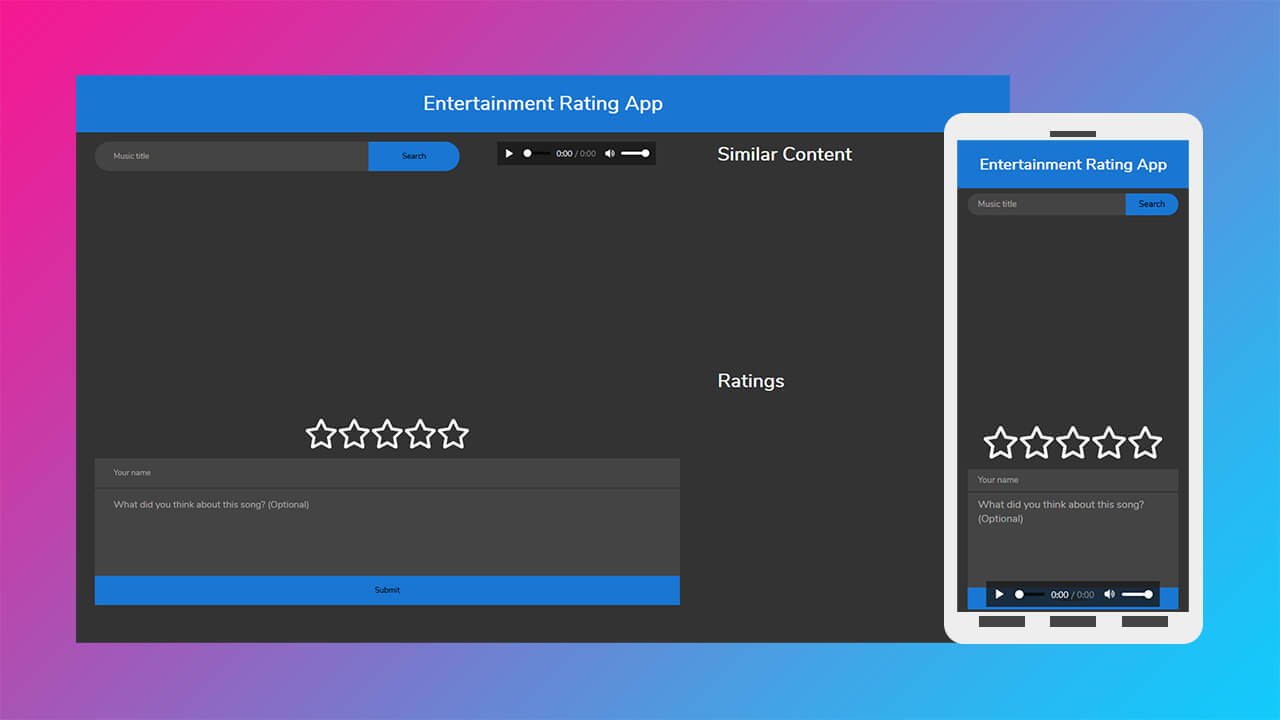 Entertainment Rating App
Music title
Search
0:00 / 0:00
Similar Content
Ratings
Your name
What did you think about this song? (Optional)
Submit
Entertainment Rating App
Music title
Search
Your name
What did you think about this song?
(Optional)
0:00 / 0:00